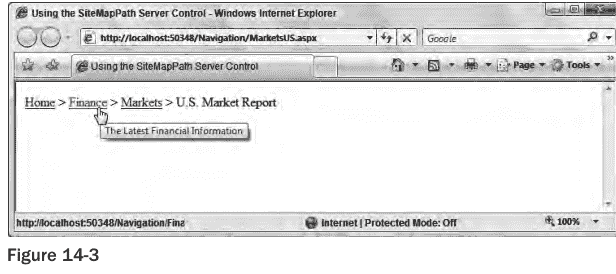 Using the SiteMapPath Server Control - Windows Internet Explorer
http://localhost:50348/Navigation/MarketsUS.aspx
Google
Using the SiteMapPath Server Control
Page
Tools
Home > Finance > Markets > U.S. Market Report
The Latest Financial Information
http://localhost:50348/Navigation/Fina
Internet | Protected Mode: Off
100%
Figure 14-3